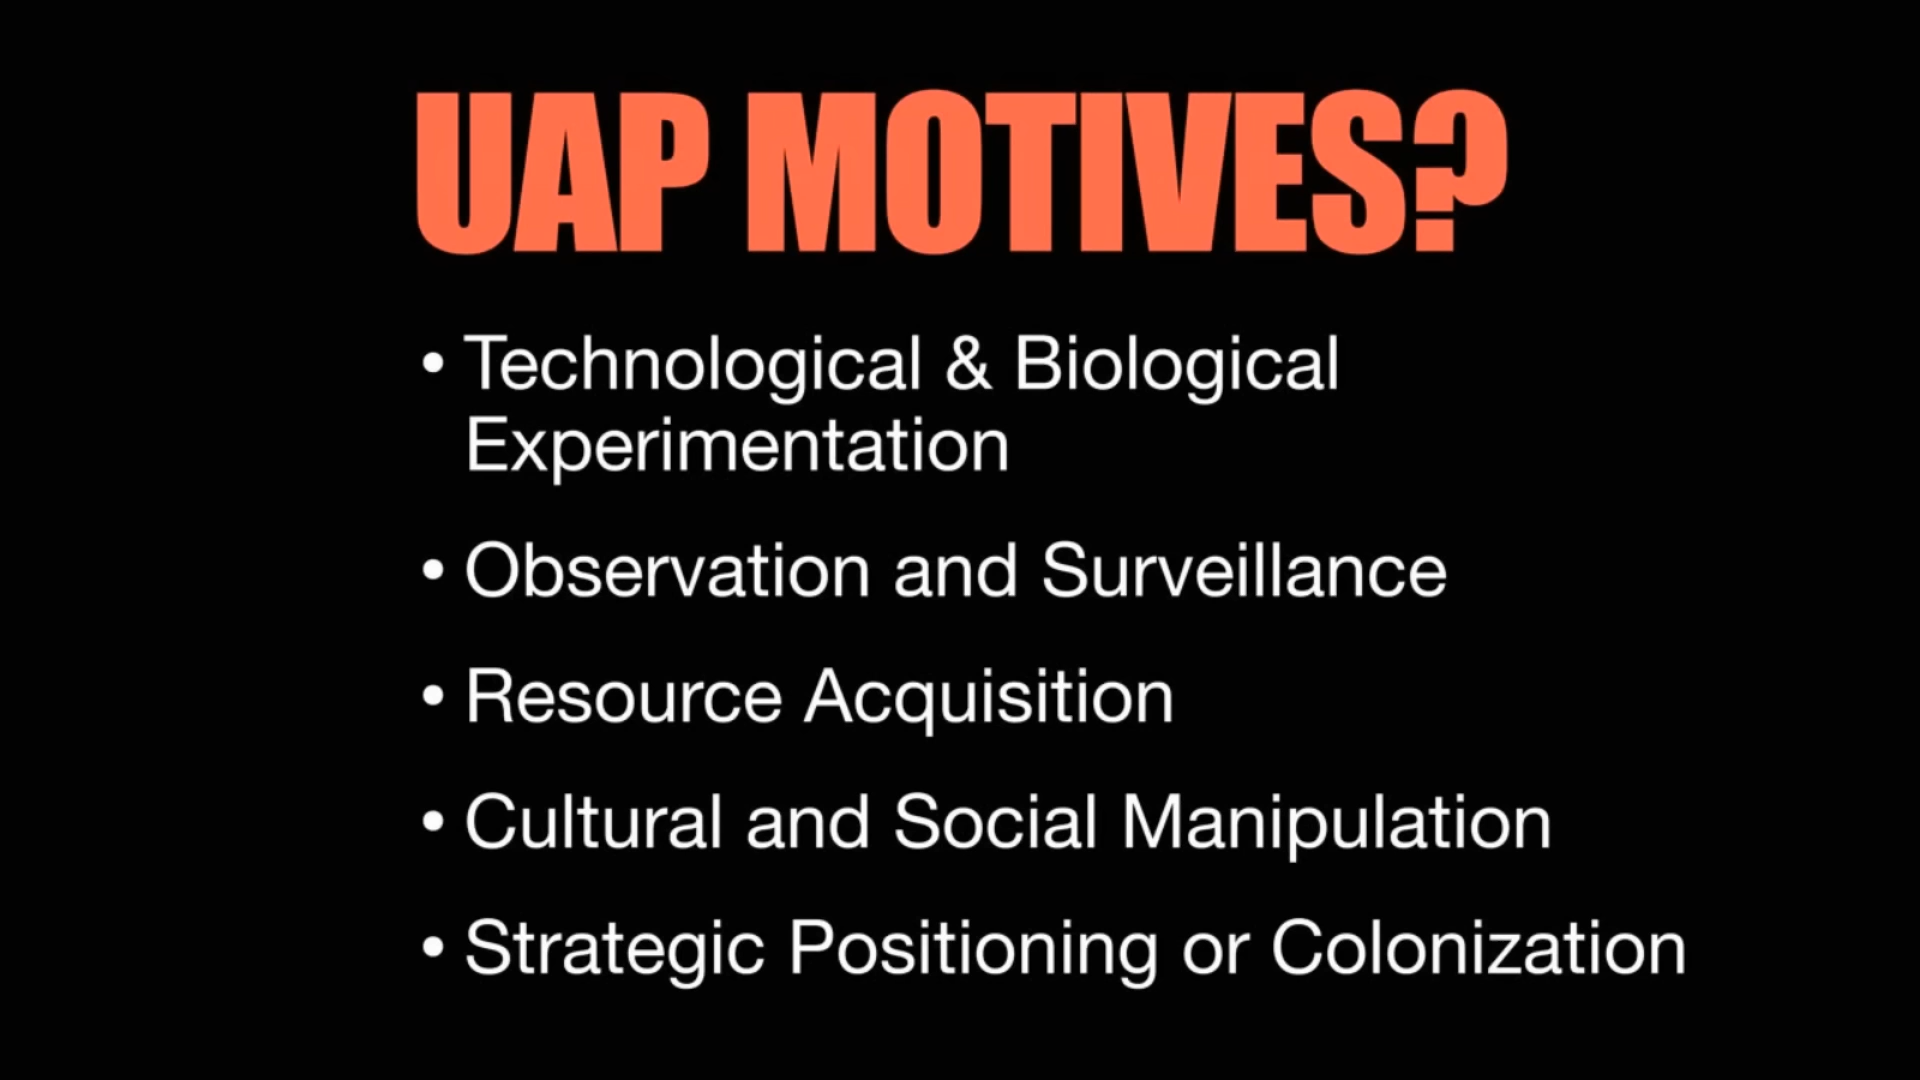 UAP MOTIVES?
• Technological & Biological
Experimentation
• Observation and Surveillance
• Resource Acquisition
• Cultural and Social Manipulation
• Strategic Positioning or Colonization